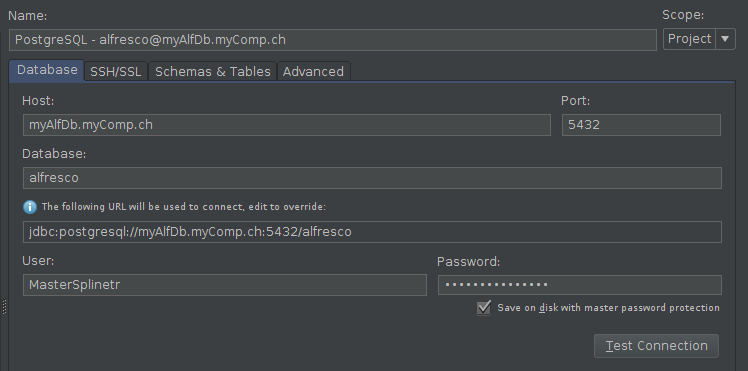 Name:
Scope:
PostgreSQL - alfresco@myAlfDb.myComp.ch
Project
Database
SSH/SSL
Schemas & Tables
Advanced
Host:
Port:
myAlfDb.myComp.ch
5432
Database:
alfresco
The following URL will be used to connect, edit to override:
jdbc:postgresql://myAlfDb.myComp.ch:5432/alfresco
User:
Password:
MasterSplinetr
•••••••••••••••
Save on disk with master password protection
Test Connection